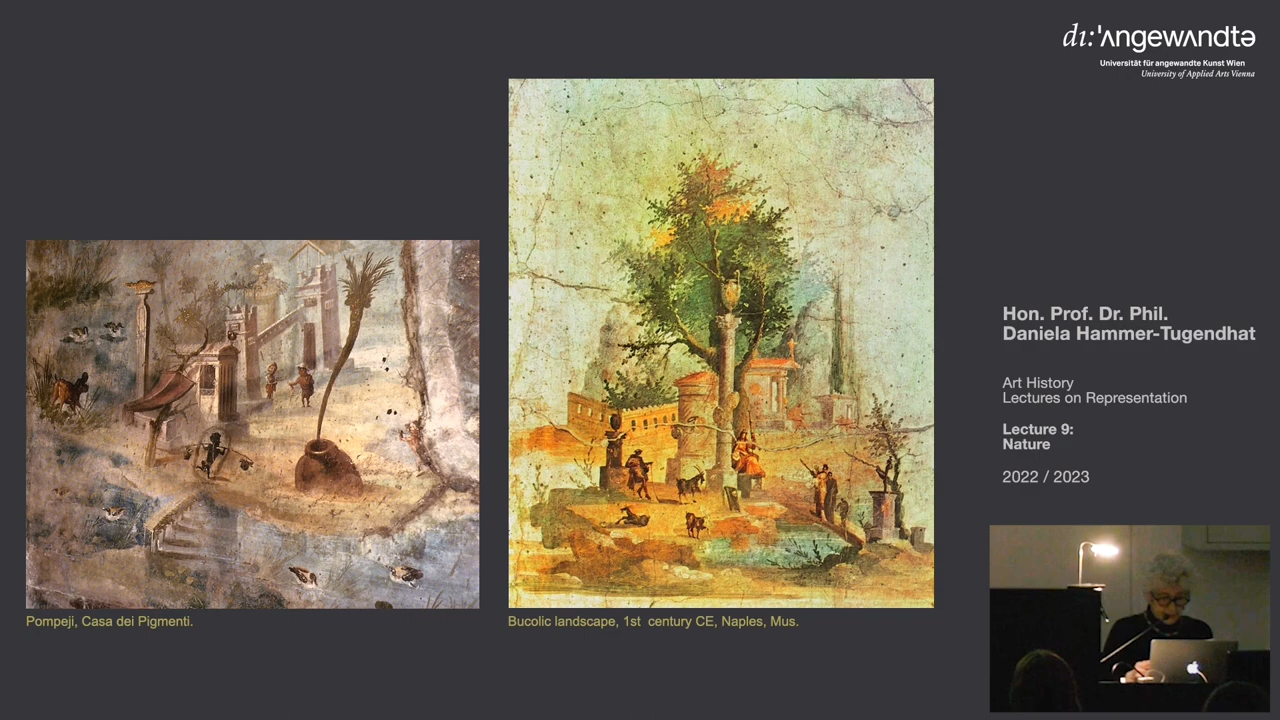 dı:'ʌngewʌndtə
Universität für angewandte Kunst Wien
University of Applied Arts Vienna
Hon. Prof. Dr. Phil.
Daniela Hammer-Tugendhat
Art History
Lectures on Representation
Lecture 9:
Nature
2022 / 2023
Pompeji, Casa dei Pigmenti.
Bucolic landscape, 1st century CE, Naples, Mus.